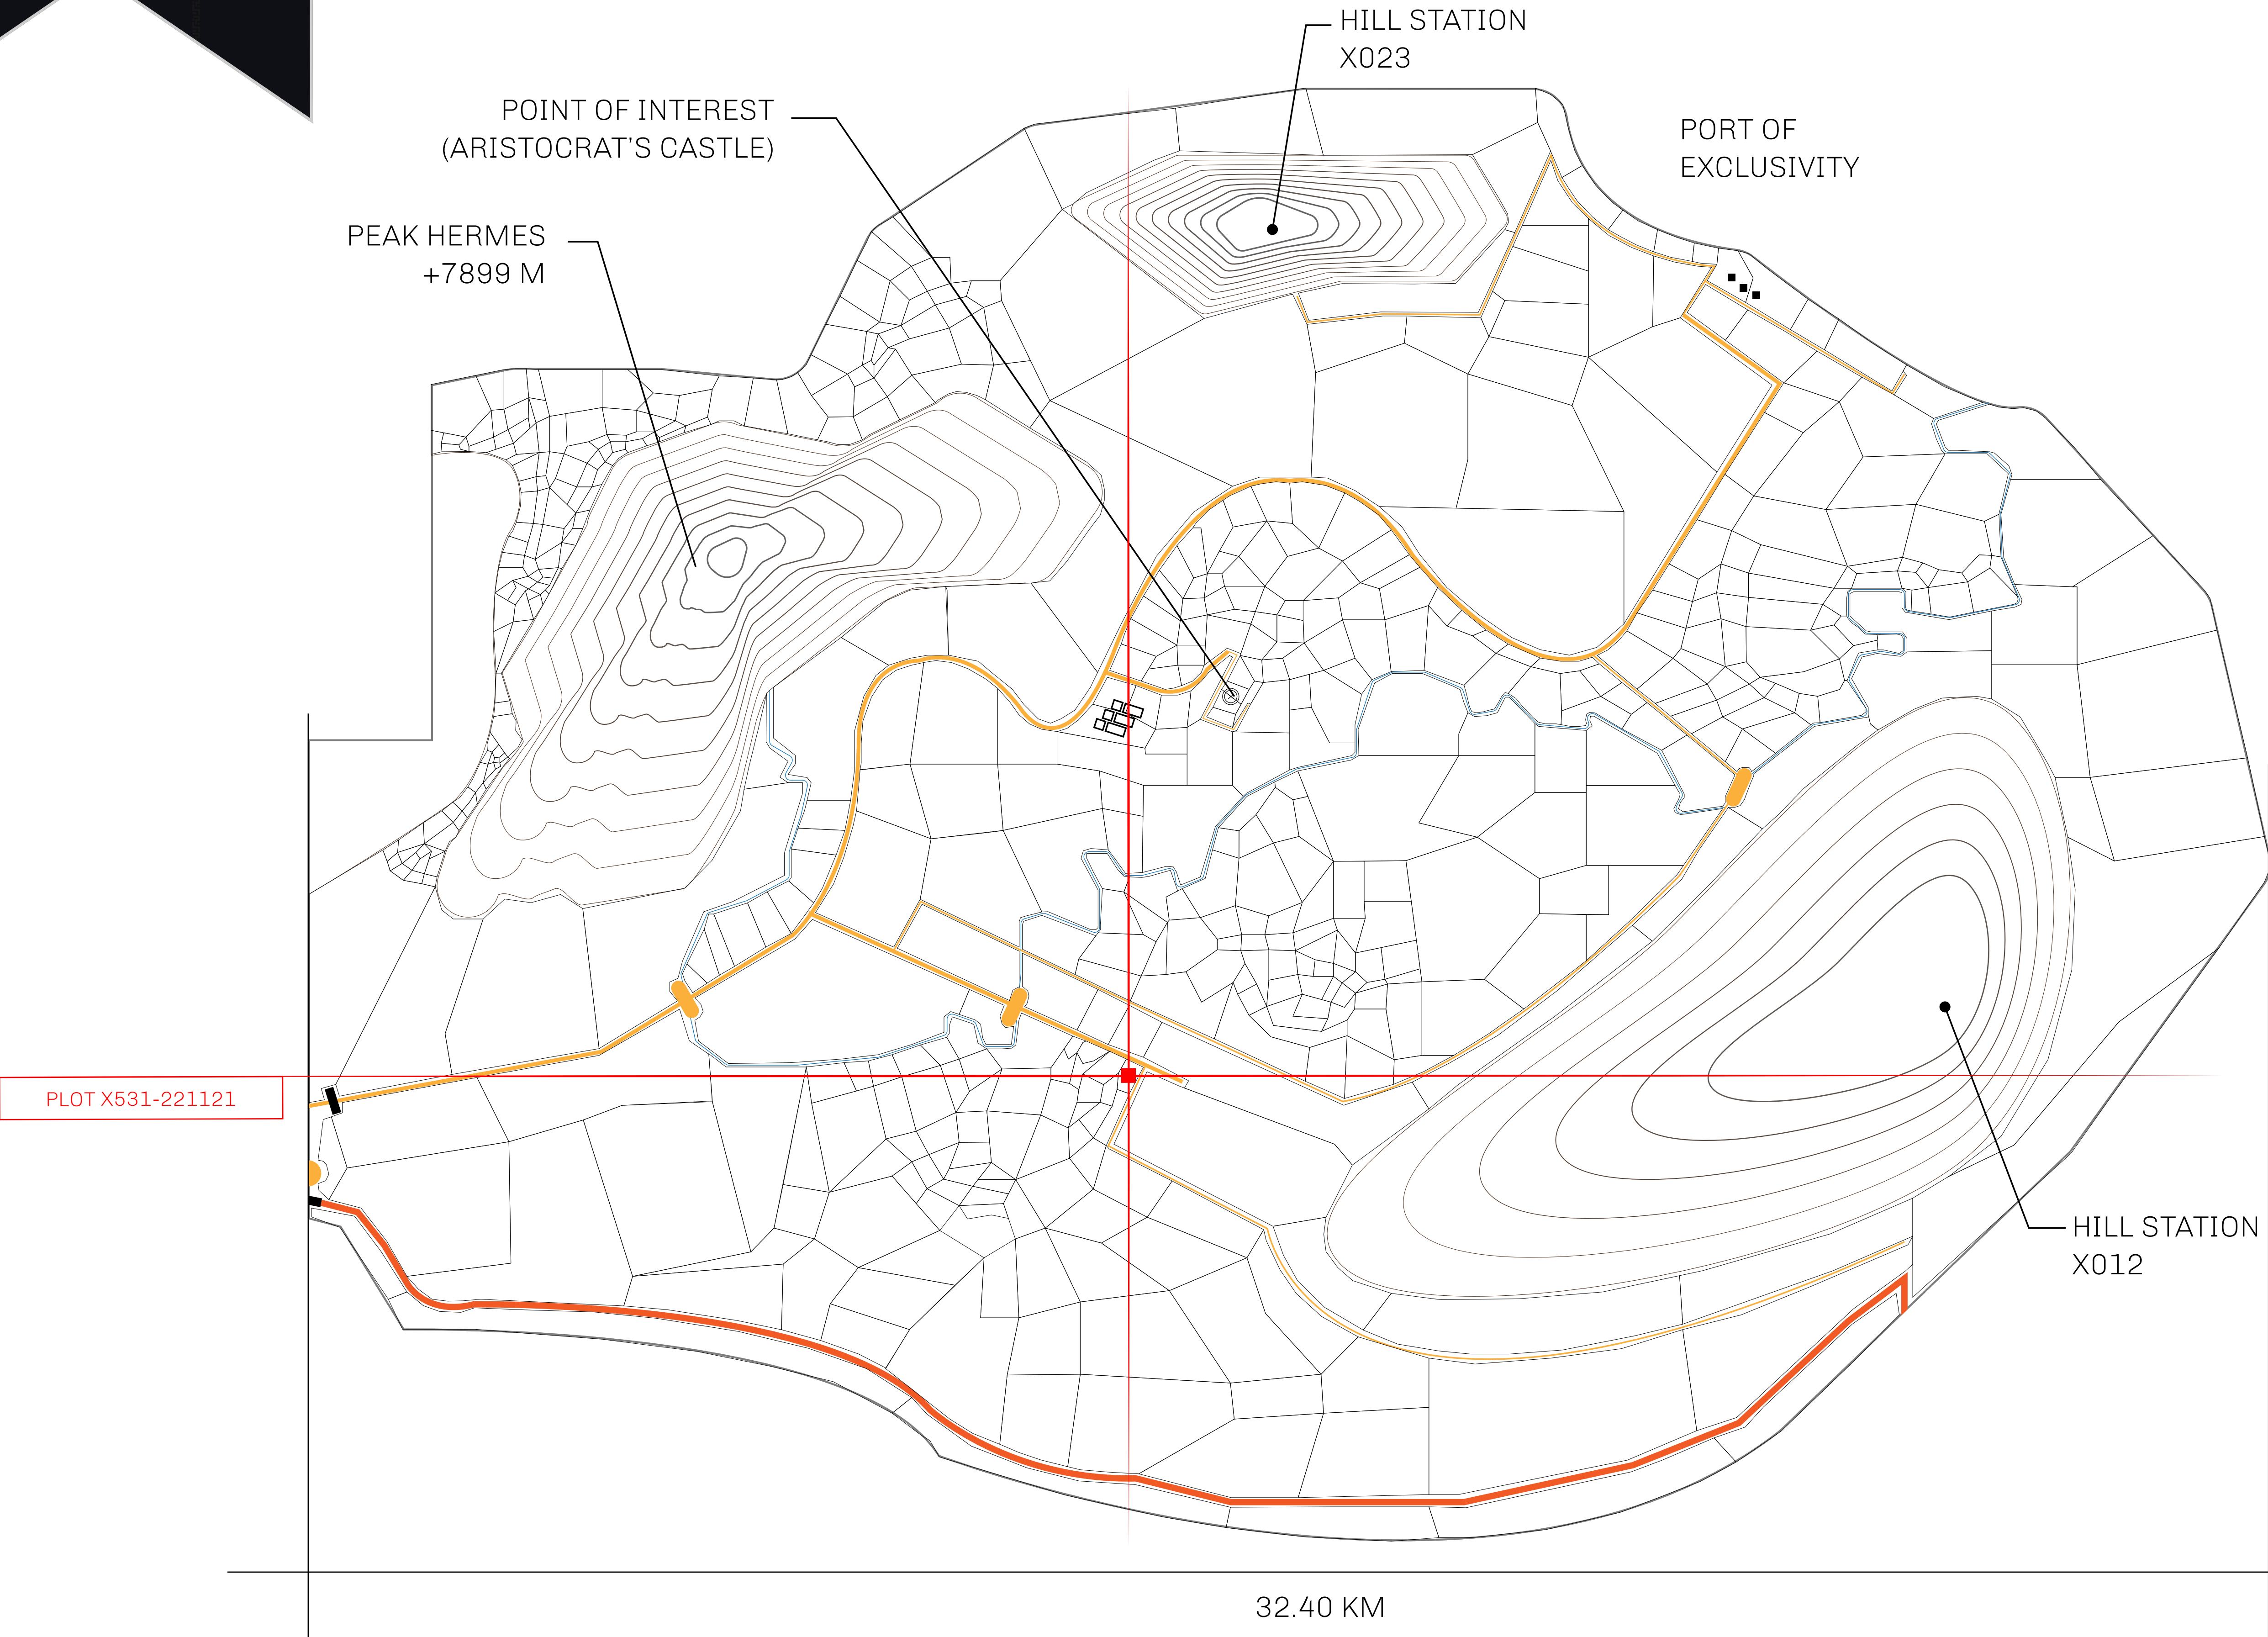 HILL STATION
X023
POINT OF INTEREST
(ARISTOCRAT'S CASTLE)
PORT OF
EXCLUSIVITY
PEAK HERMES
+7899 M
PLOT X531-221121
HILL STATION
X012
32.40 KM